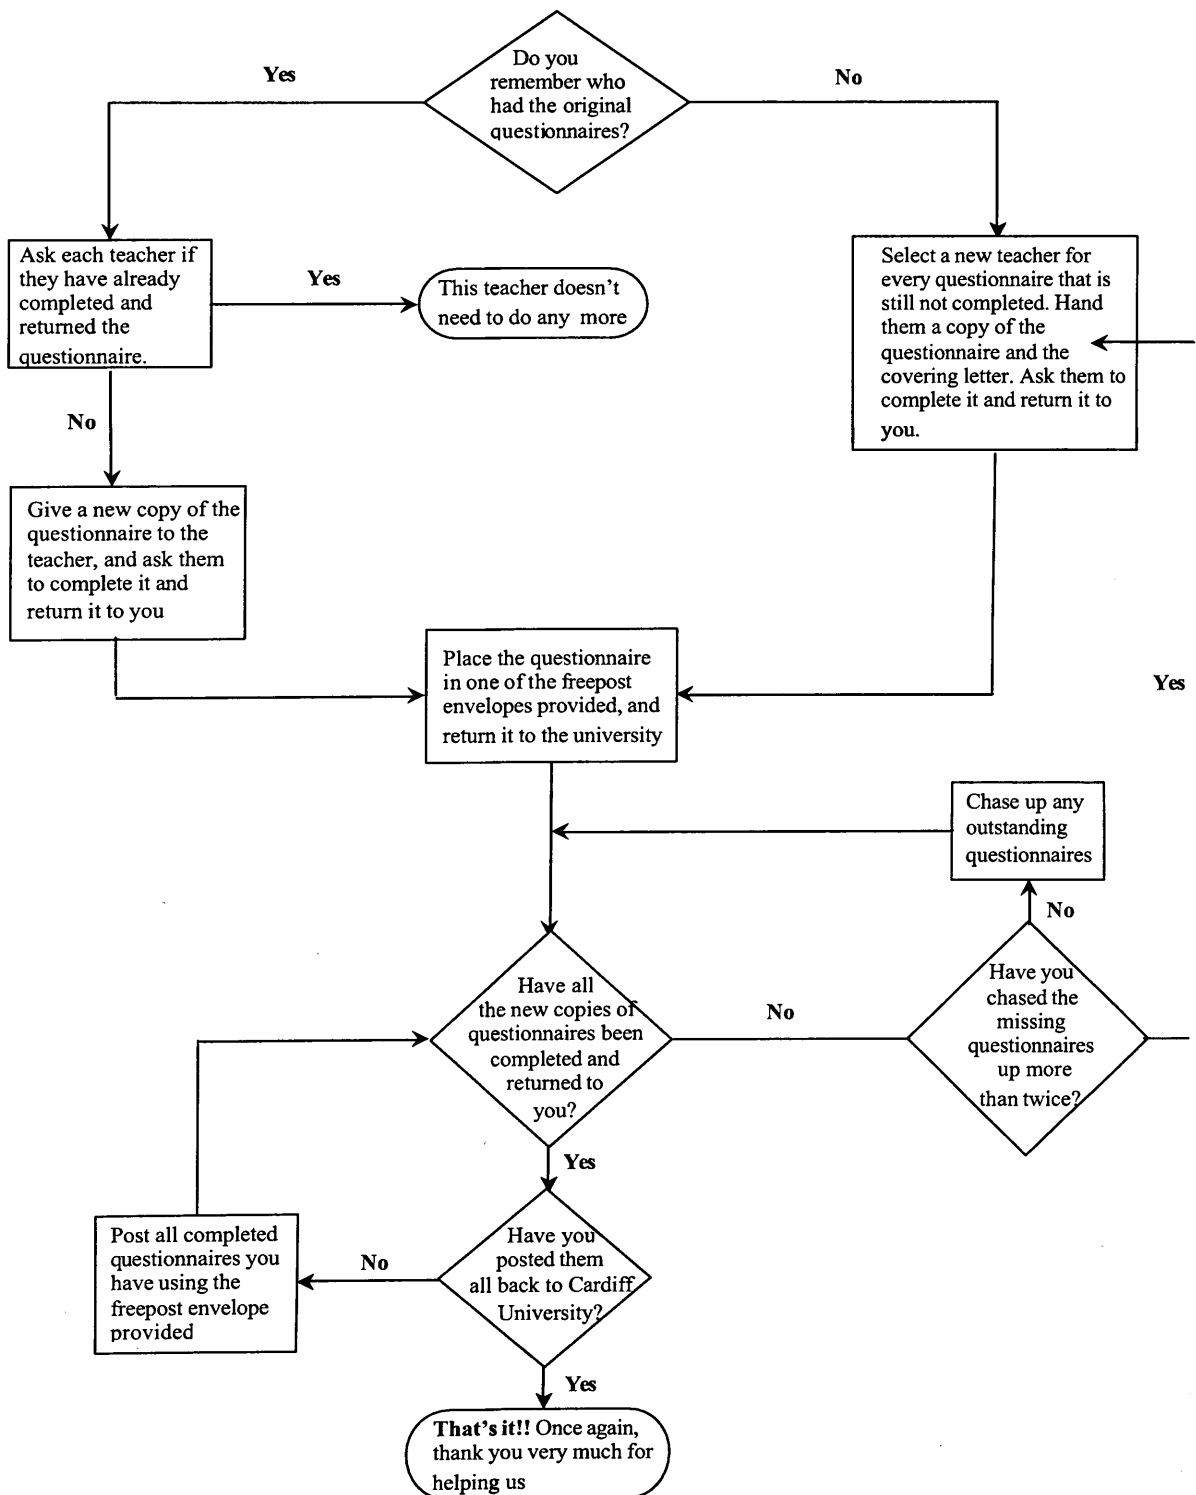 Do you
remember who
had the original
questionnaires?
Yes
No
Ask each teacher if
they have already
completed and
returned the
questionnaire.
Yes
This teacher doesn't
need to do any more
Select a new teacher for
every questionnaire that is
still not completed. Hand
them a copy of the
questionnaire and the
covering letter. Ask them to
complete it and return it to
you.
No
Give a new copy of the
questionnaire to the
teacher, and ask them
to complete it and
return it to you
Place the questionnaire
in one of the freepost
envelopes provided, and
return it to the university
Yes
Chase up any
outstanding
questionnaires
No
Have all
the new copies of
questionnaires been
completed and
returned to
you?
No
Have you
chased the
missing
questionnaires
up more
than twice?
Yes
Post all completed
questionnaires you
have using the
freepost envelope
provided
No
Have you
posted them
all back to Cardiff
University?
Yes
That's it!! Once again,
thank you very much for
helping us